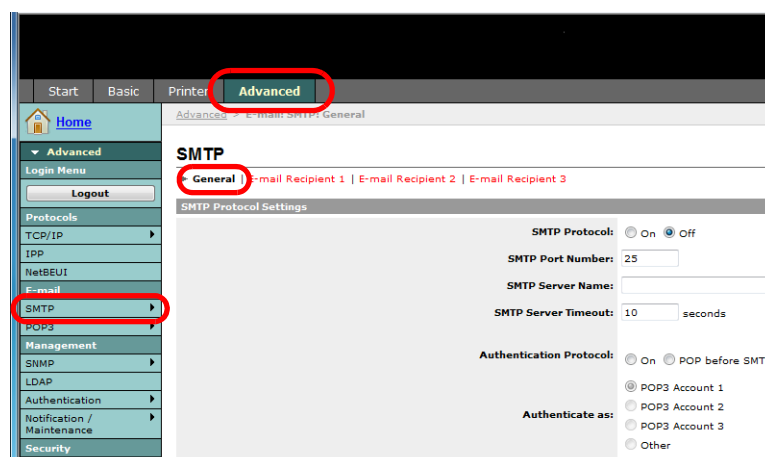 Start Basic Printer Advanced
Home
Advanced > E-mail: SMTP: General
Advanced
Login Menu
Logout
Protocols
TCP/IP
IPP
NetBEUI
E-mail
SMTP
POP3
Management
SNMP
LDAP
Authentication
Notification /
Maintenance
Security
SMTP
General | E-mail Recipient 1 | E-mail Recipient 2 | E-mail Recipient 3
SMTP Protocol Settings
SMTP Protocol: On Off
SMTP Port Number: 25
SMTP Server Name:
SMTP Server Timeout: 10 seconds
Authentication Protocol: On POP before SMT
Authenticate as: POP3 Account 1
POP3 Account 2
POP3 Account 3
Other